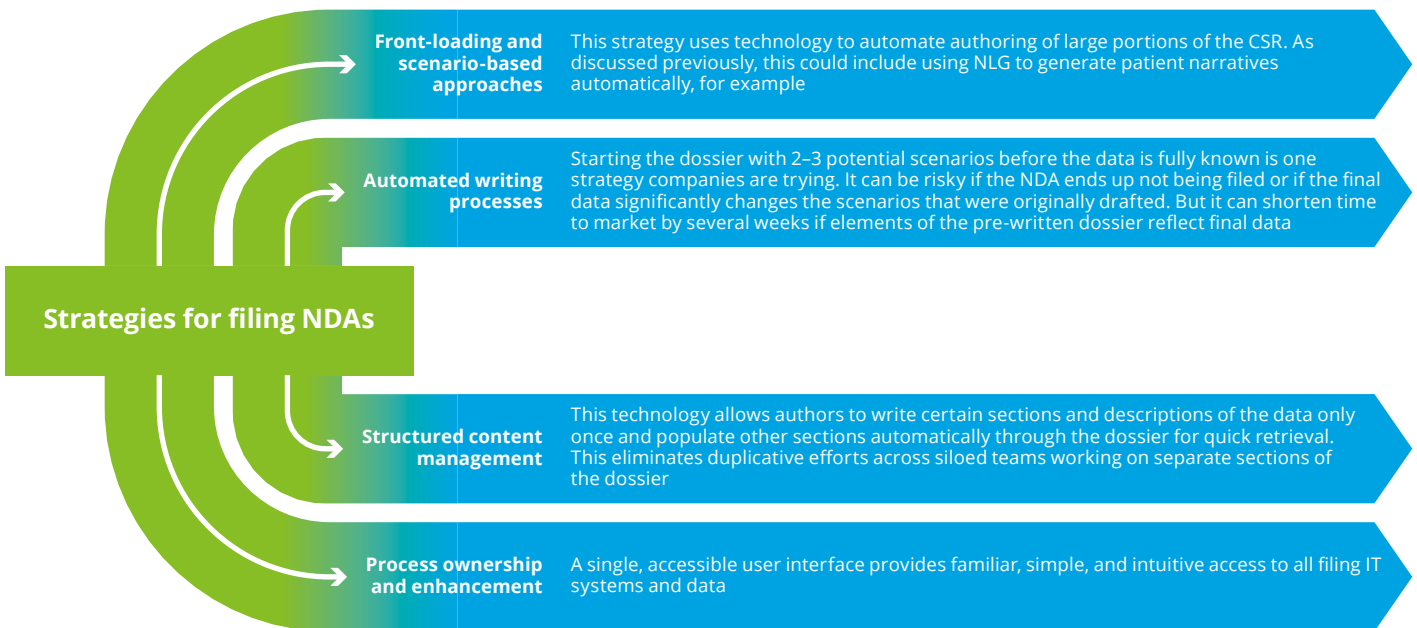 Front-loading and
scenario-based
approaches
This strategy uses technology to automate authoring of large portions of the CSR. As
discussed previously, this could include using NLG to generate patient narratives
automatically, for example
Automated writing
processes
Starting the dossier with 2–3 potential scenarios before the data is fully known is one
strategy companies are trying. It can be risky if the NDA ends up not being filed or if the final
data significantly changes the scenarios that were originally drafted. But it can shorten time
to market by several weeks if elements of the pre-written dossier reflect final data
Strategies for filing NDAs
Structured content
management
This technology allows authors to write certain sections and descriptions of the data only
once and populate other sections automatically through the dossier for quick retrieval.
This eliminates duplicative efforts across siloed teams working on separate sections of
the dossier
Process ownership
and enhancement
A single, accessible user interface provides familiar, simple, and intuitive access to all filing IT
systems and data